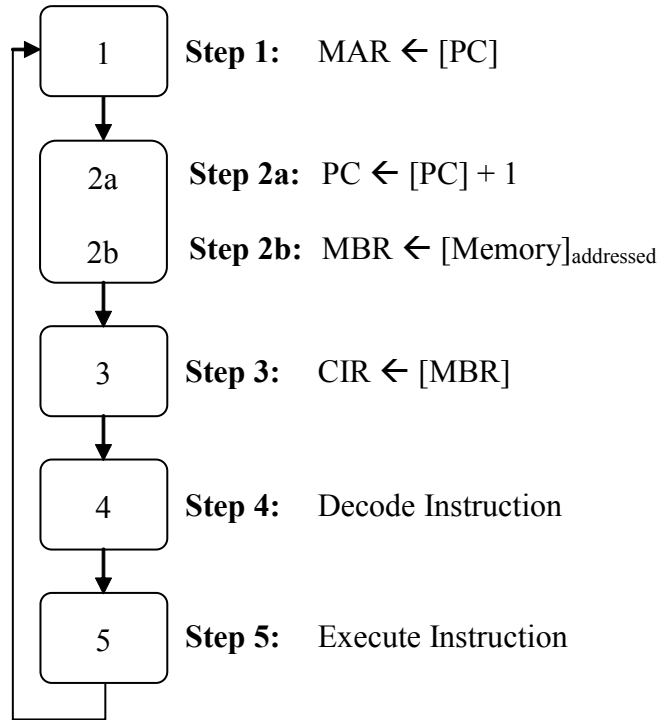 1 Step 1: MAR ← [PC]
2a Step 2a: PC ← [PC] + 1
2b Step 2b: MBR ← [Memory]addressed
3 Step 3: CIR ← [MBR]
4 Step 4: Decode Instruction
5 Step 5: Execute Instruction